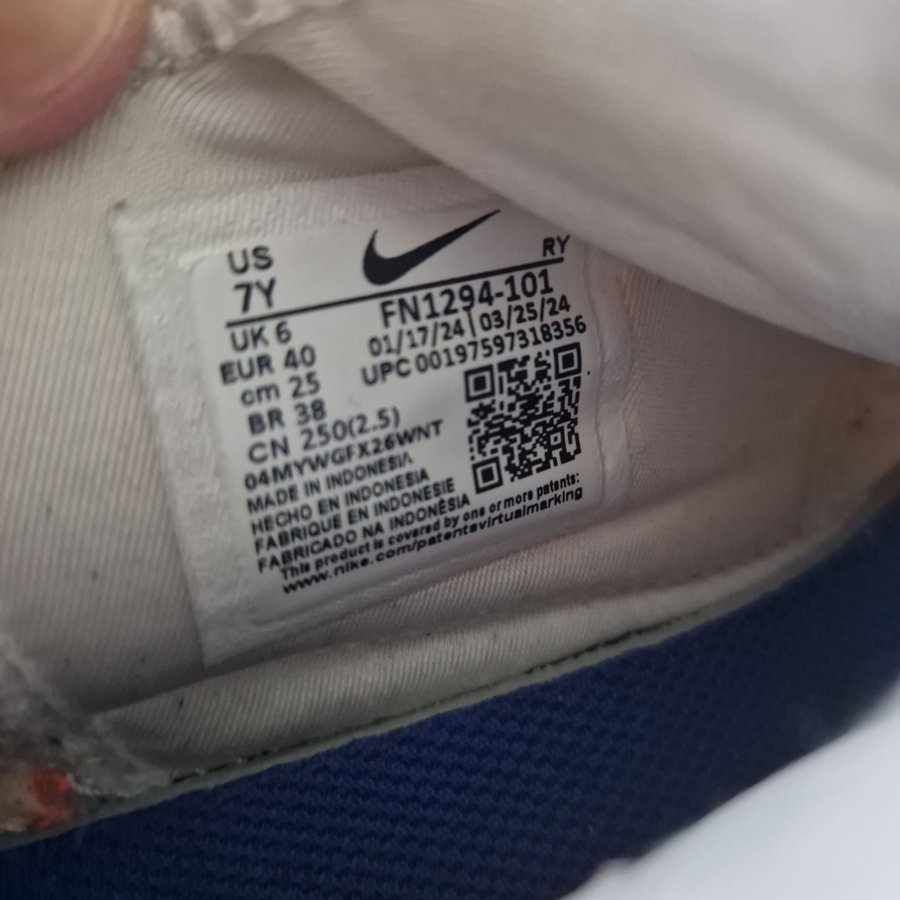 US
RY
7Y
FN1294-101
UK 6
01/17/24 | 03/25/24
EUR 40
UPC 00197597318356
cm 25
BR 38
CN 250(2.5)
04MYWGFX26WNT
MADE IN INDONESIA
HECHO EN INDONESIA
FABRIQUE EN INDONESIE
FABRICADO NA INDONÉSIA
This product is covered by one or more patents:
www.nike.com/patentsvirtualmarking